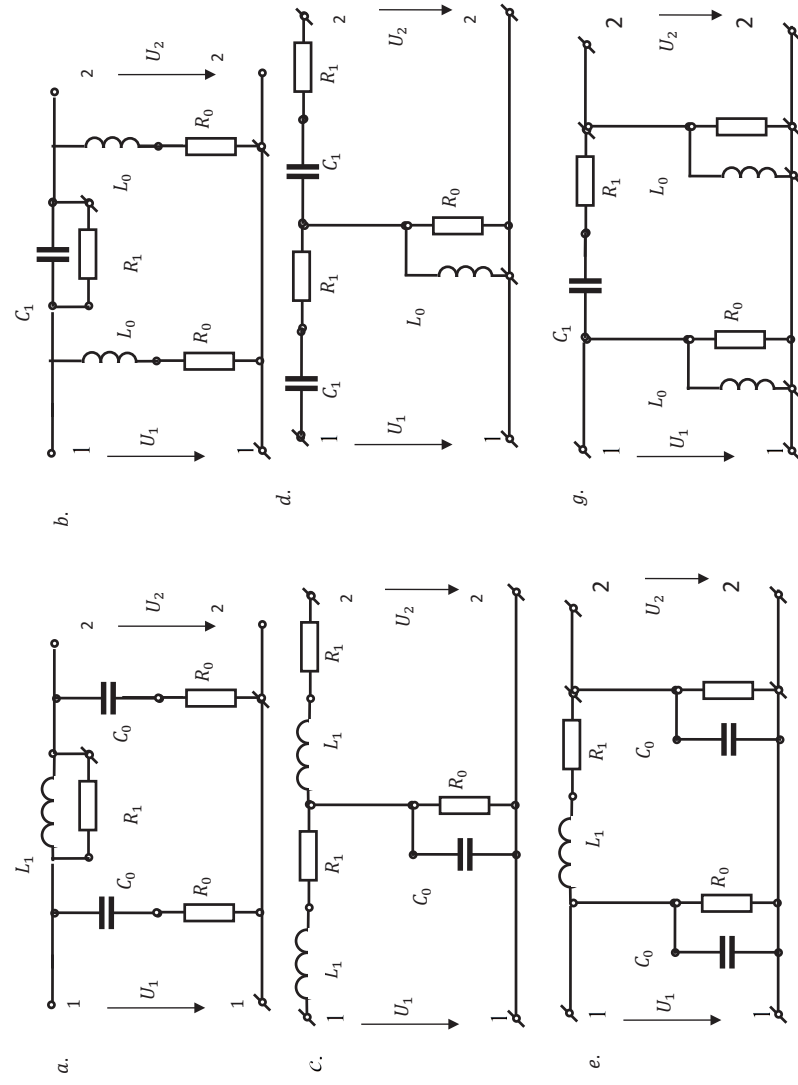 a.
L₁
1
U₁
1
C₀
R₀
R₁
C₀
R₀
2
U₂
2
b.
C₁
1
U₁
1
L₀
R₀
R₁
L₀
R₀
2
U₂
2
c.
1
U₁
1
L₁
R₁
L₁
R₁
C₀
R₀
2
U₂
2
d.
1
U₁
1
C₁
R₁
C₁
R₁
L₀
R₀
2
U₂
2
e.
1
U₁
1
L₁
R₁
C₀
R₀
C₀
2
U₂
2
g.
1
U₁
1
C₁
R₁
L₀
R₀
L₀
2
U₂
2